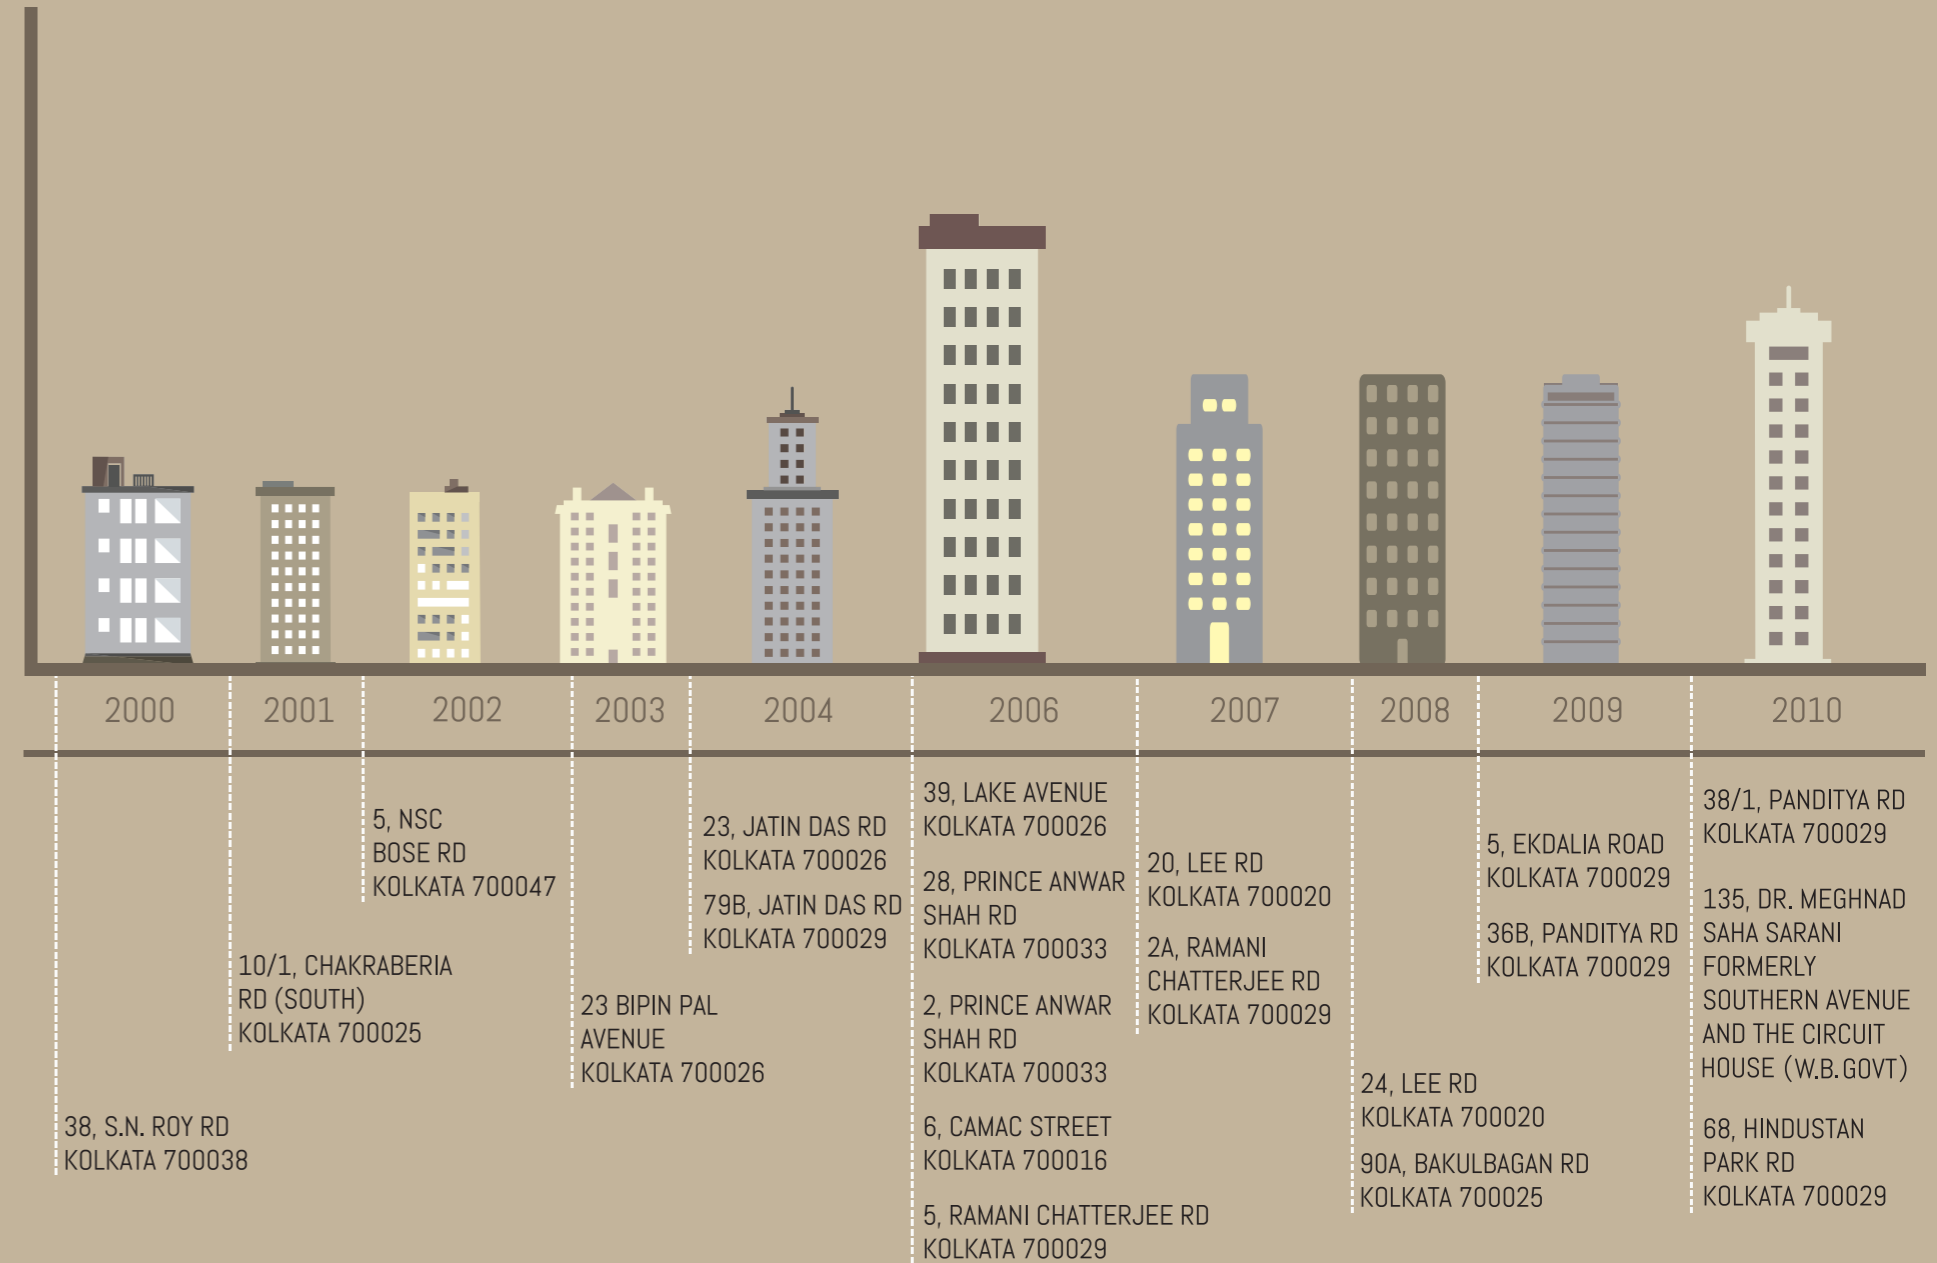 2000
2001
2002
2003
2004
2006
2007
2008
2009
2010
38, S.N. ROY RD
KOLKATA 700038
10/1, CHAKRABERIA
RD (SOUTH)
KOLKATA 700025
5, NSC
BOSE RD
KOLKATA 700047
23 BIPIN PAL
AVENUE
KOLKATA 700026
23, JATIN DAS RD
KOLKATA 700026
79B, JATIN DAS RD
KOLKATA 700029
39, LAKE AVENUE
KOLKATA 700026
28, PRINCE ANWAR
SHAH RD
KOLKATA 700033
2, PRINCE ANWAR
SHAH RD
KOLKATA 700033
6, CAMAC STREET
KOLKATA 700016
5, RAMANI CHATTERJEE RD
KOLKATA 700029
20, LEE RD
KOLKATA 700020
2A, RAMANI
CHATTERJEE RD
KOLKATA 700029
24, LEE RD
KOLKATA 700020
90A, BAKULBAGAN RD
KOLKATA 700025
5, EKDALIA ROAD
KOLKATA 700029
36B, PANDITYA RD
KOLKATA 700029
38/1, PANDITYA RD
KOLKATA 700029
135, DR. MEGHNAD
SAHA SARANI
FORMERLY
SOUTHERN AVENUE
AND THE CIRCUIT
HOUSE (W.B.GOVT)
68, HINDUSTAN
PARK RD
KOLKATA 700029